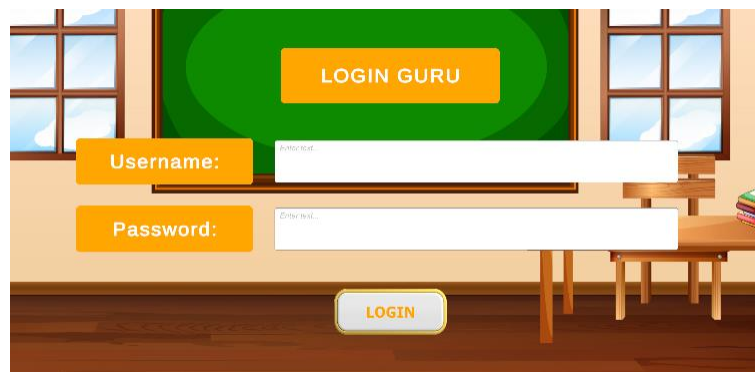 LOGIN GURU
Username:
Enter text...
Password:
Enter text...
LOGIN